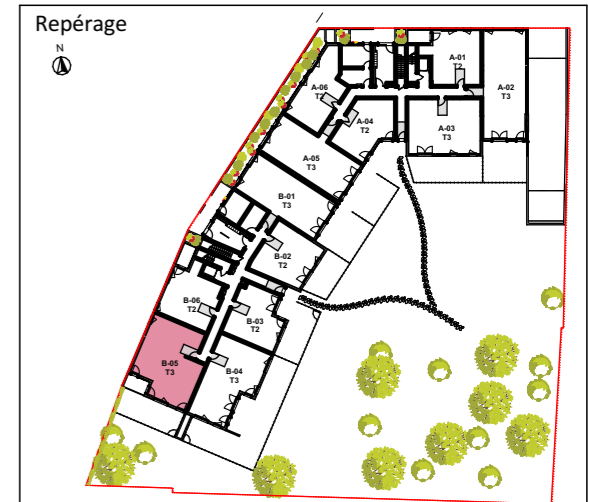 Repérage
N
A-01
T2
A-02
T3
A-06
T2
A-04
T2
A-03
T3
A-05
T3
B-01
T3
B-02
T2
B-06
T2
B-03
T2
B-05
T3
B-04
T3